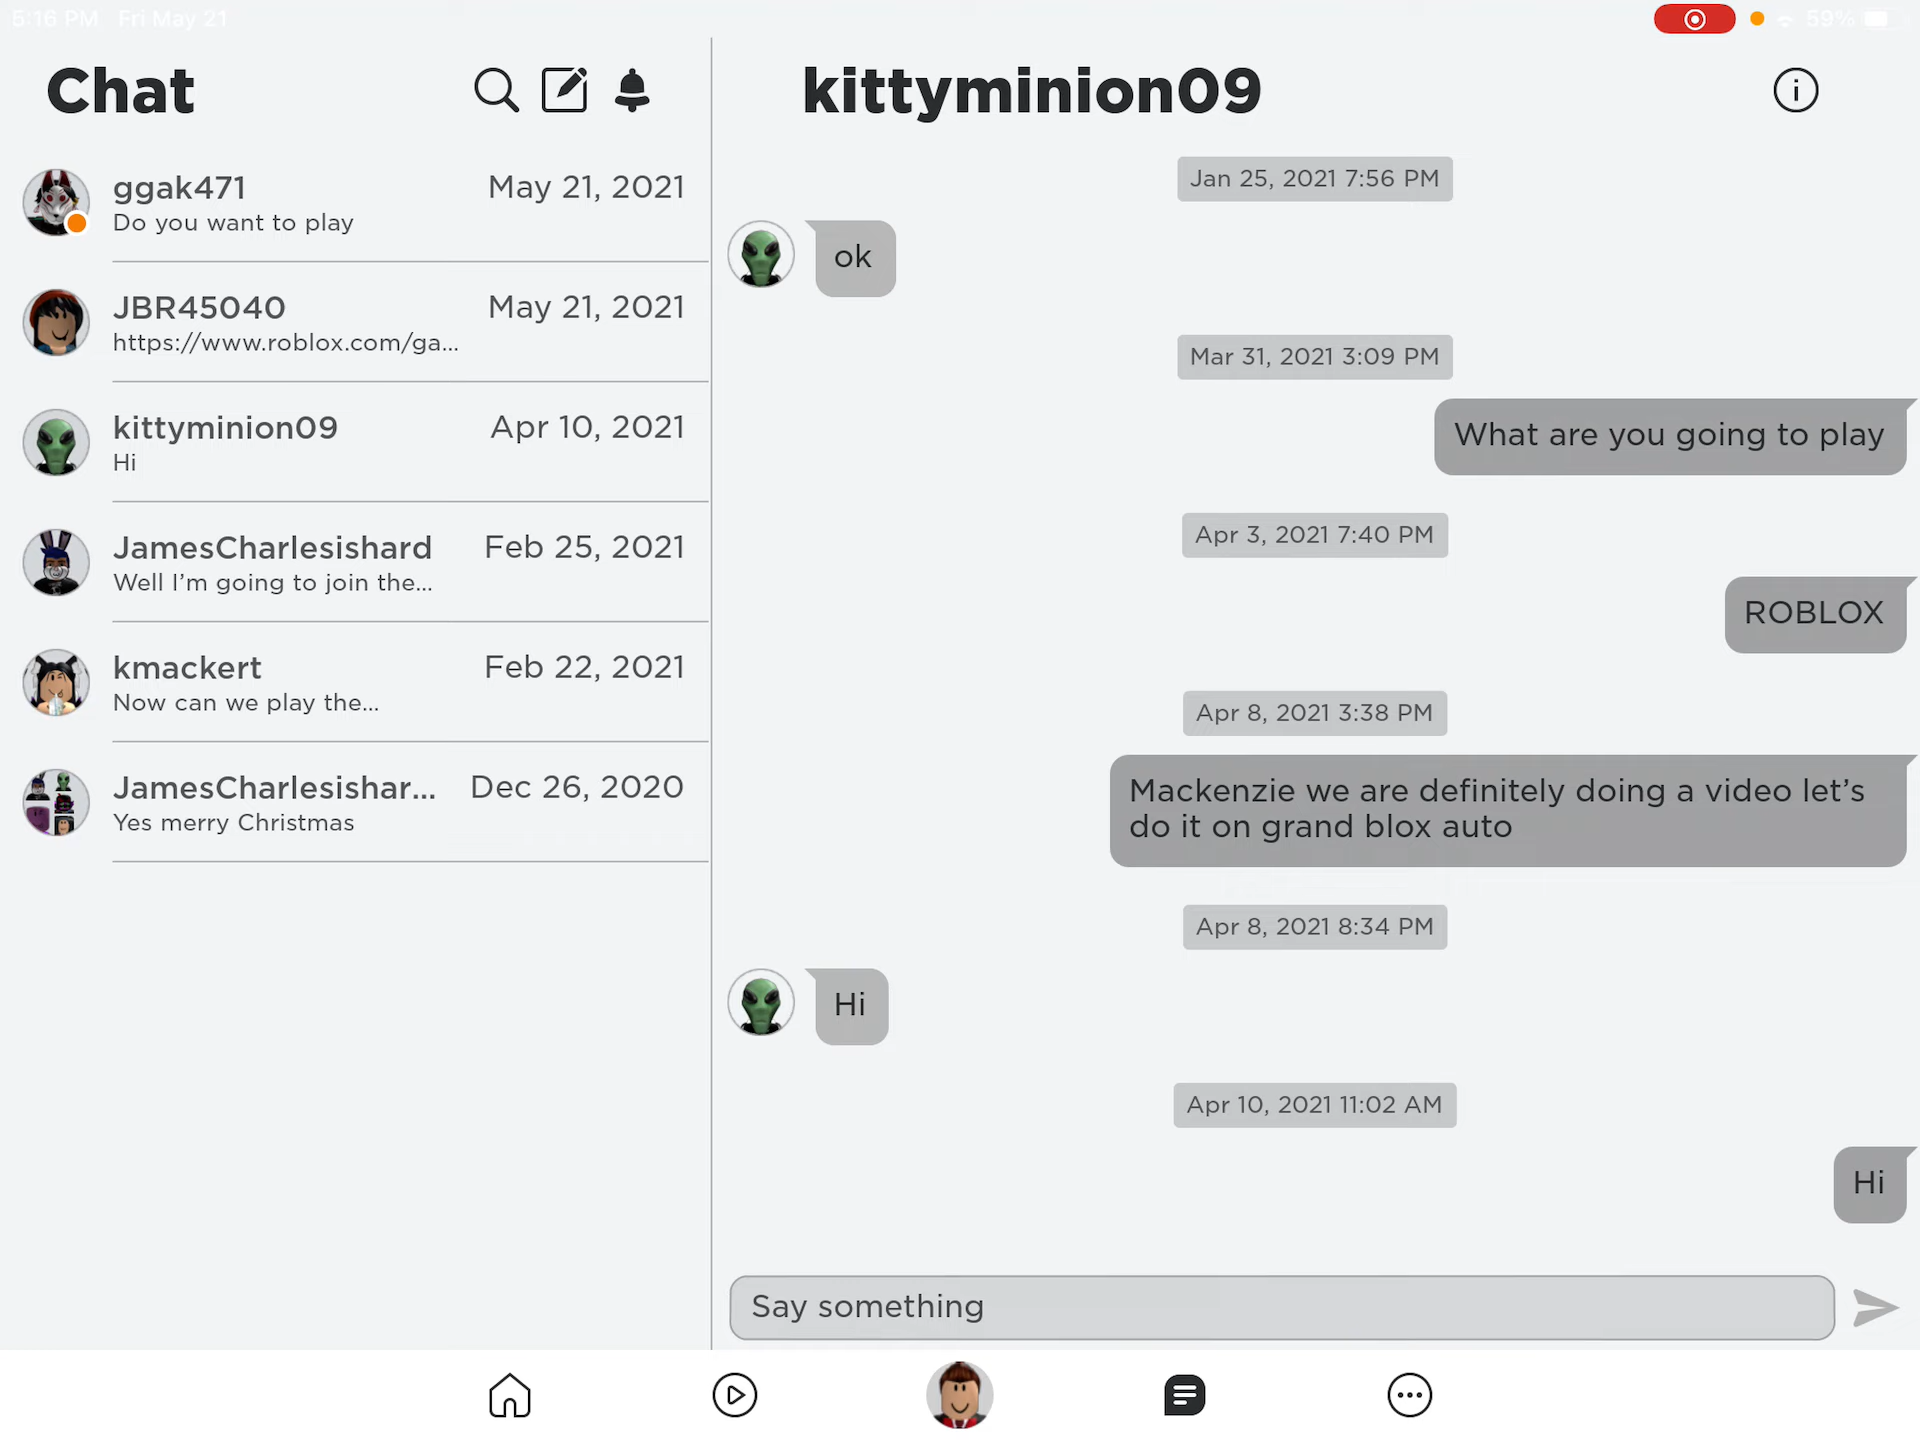 5:16 PM Fri May 21
59%
Chat
ggak471 May 21, 2021
Do you want to play
JBR45040 May 21, 2021
https://www.roblox.com/ga...
kittyminion09 Apr 10, 2021
Hi
JamesCharlesishard Feb 25, 2021
Well I’m going to join the...
kmackert Feb 22, 2021
Now can we play the...
JamesCharlesishar... Dec 26, 2020
Yes merry Christmas
kittyminion09
Jan 25, 2021 7:56 PM
ok
Mar 31, 2021 3:09 PM
What are you going to play
Apr 3, 2021 7:40 PM
ROBLOX
Apr 8, 2021 3:38 PM
Mackenzie we are definitely doing a video let’s
do it on grand blox auto
Apr 8, 2021 8:34 PM
Hi
Apr 10, 2021 11:02 AM
Hi
Say something